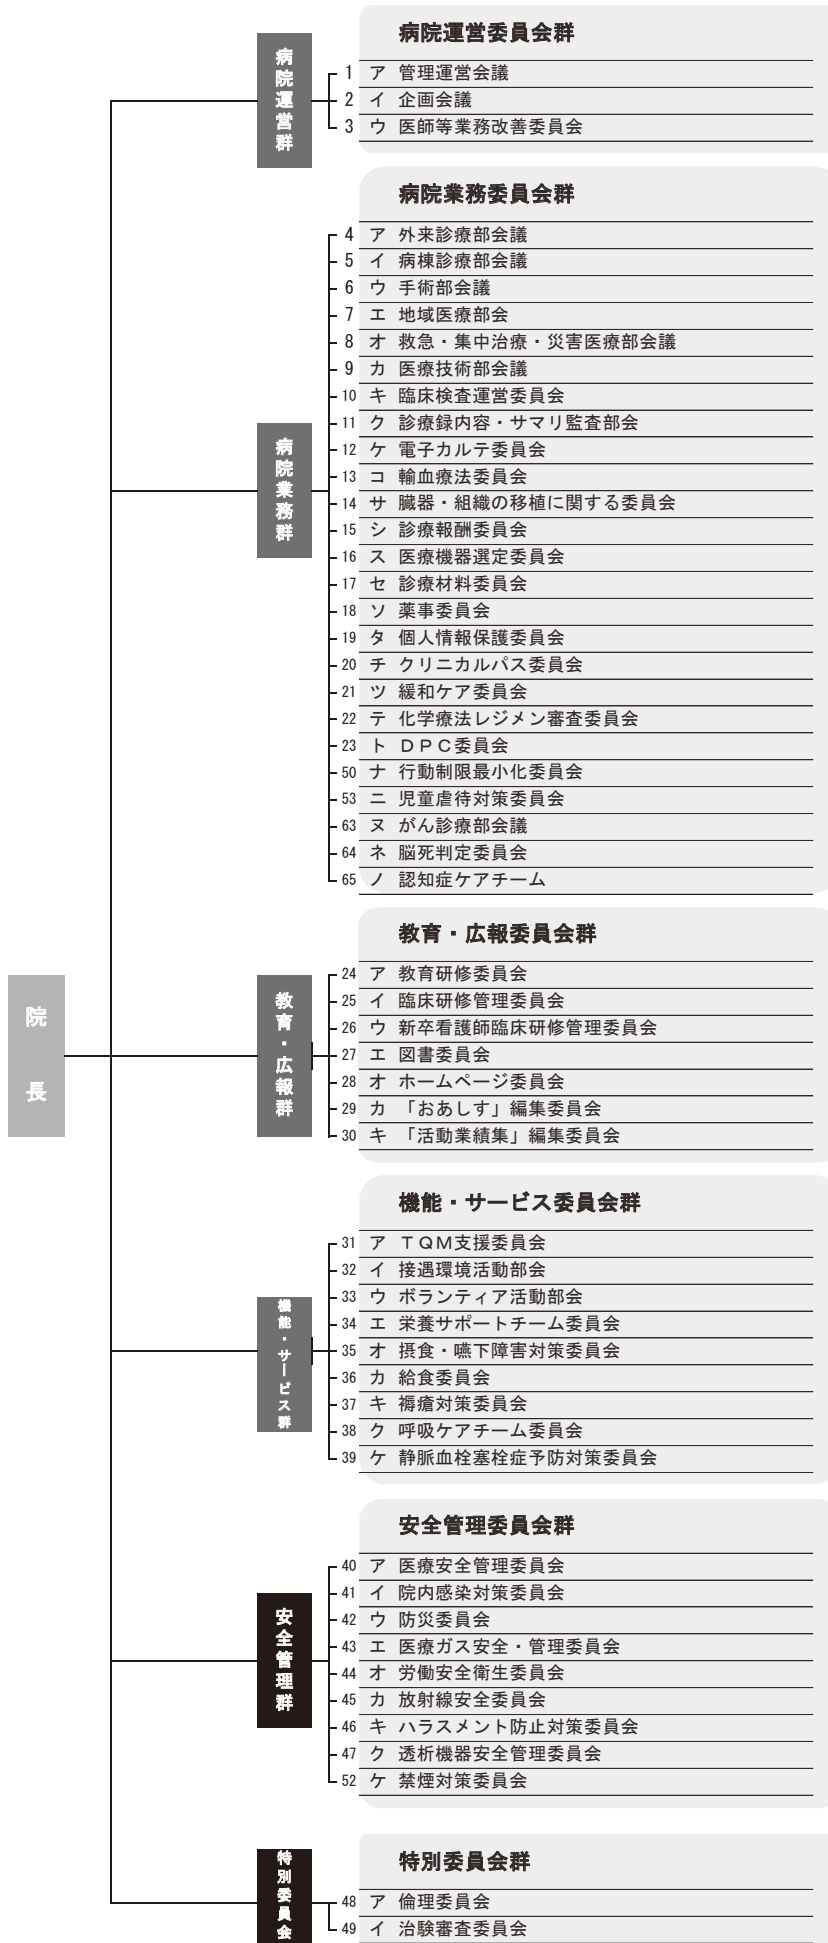 院長
病院運営群
病院運営委員会群
1 ア 管理運営会議
2 イ 企画会議
3 ウ 医師等業務改善委員会
病院業務群
病院業務委員会群
4 ア 外来診療部会議
5 イ 病棟診療部会議
6 ウ 手術部会議
7 エ 地域医療部会
8 オ 救急・集中治療・災害医療部会議
9 カ 医療技術部会議
10 キ 臨床検査運営委員会
11 ク 診療録内容・サマリ監査部会
12 ケ 電子カルテ委員会
13 コ 輸血療法委員会
14 サ 臓器・組織の移植に関する委員会
15 シ 診療報酬委員会
16 ス 医療機器選定委員会
17 セ 診療材料委員会
18 ソ 薬事委員会
19 タ 個人情報保護委員会
20 チ クリニカルパス委員会
21 ツ 緩和ケア委員会
22 テ 化学療法レジメン審査委員会
23 ト ＤＰＣ委員会
50 ナ 行動制限最小化委員会
53 ニ 児童虐待対策委員会
63 ヌ がん診療部会議
64 ネ 脳死判定委員会
65 ノ 認知症ケアチーム
教育・広報群
教育・広報委員会群
24 ア 教育研修委員会
25 イ 臨床研修管理委員会
26 ウ 新卒看護師臨床研修管理委員会
27 エ 図書委員会
28 オ ホームページ委員会
29 カ 「おあしす」編集委員会
30 キ 「活動業績集」編集委員会
機能・サービス群
機能・サービス委員会群
31 ア ＴＱＭ支援委員会
32 イ 接遇環境活動部会
33 ウ ボランティア活動部会
34 エ 栄養サポートチーム委員会
35 オ 摂食・嚥下障害対策委員会
36 カ 給食委員会
37 キ 褥瘡対策委員会
38 ク 呼吸ケアチーム委員会
39 ケ 静脈血栓塞栓症予防対策委員会
安全管理群
安全管理委員会群
40 ア 医療安全管理委員会
41 イ 院内感染対策委員会
42 ウ 防災委員会
43 エ 医療ガス安全・管理委員会
44 オ 労働安全衛生委員会
45 カ 放射線安全委員会
46 キ ハラスメント防止対策委員会
47 ク 透析機器安全管理委員会
52 ケ 禁煙対策委員会
特別委員会
特別委員会群
48 ア 倫理委員会
49 イ 治験審査委員会